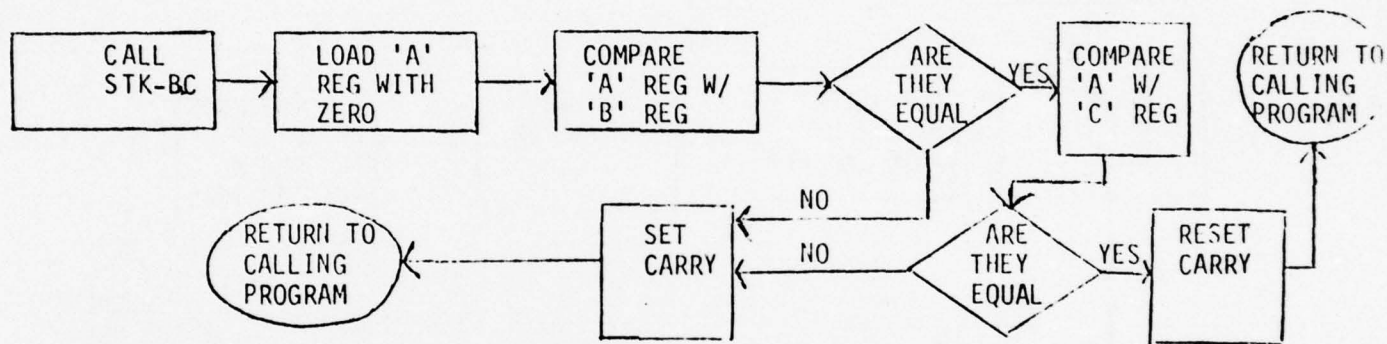 CALL
STK-BC
LOAD 'A'
REG WITH
ZERO
COMPARE
'A' REG W/
'B' REG
ARE
THEY
EQUAL
YES
COMPARE
'A' W/
'C' REG
RETURN TO
CALLING
PROGRAM
NO
RETURN TO
CALLING
PROGRAM
SET
CARRY
NO
ARE
THEY
EQUAL
YES
RESET
CARRY